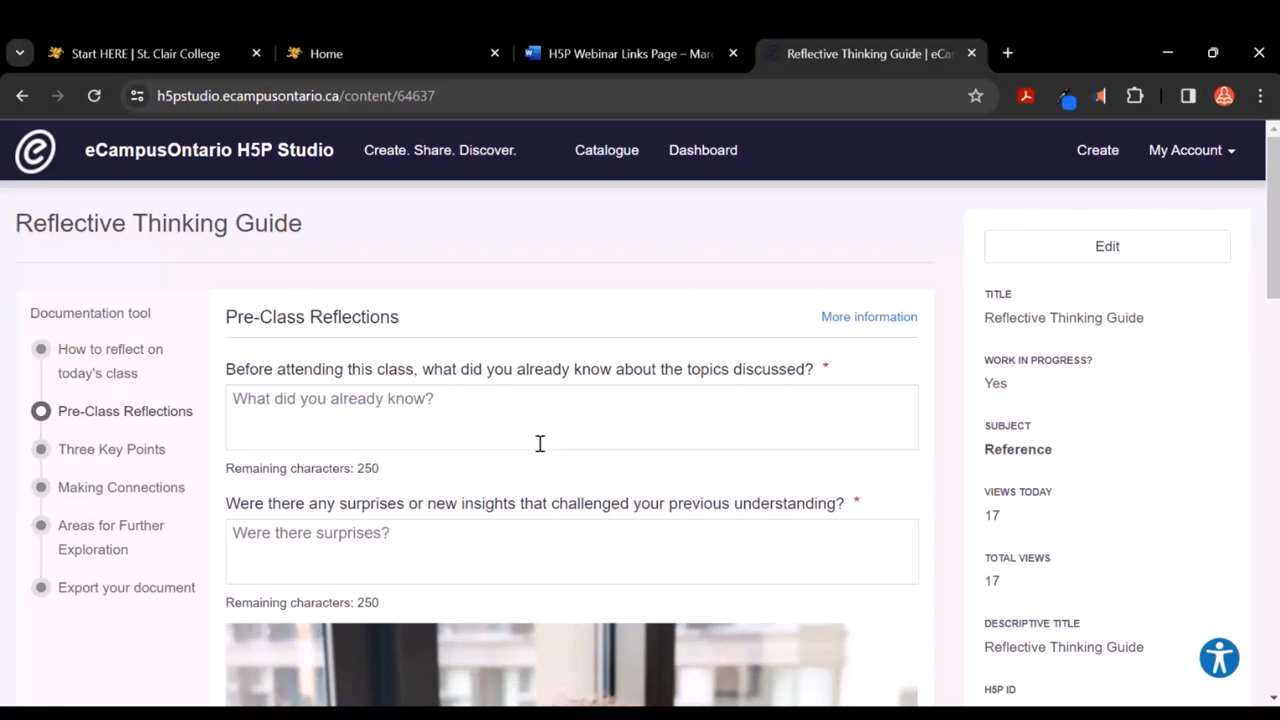 Start HERE | St. Clair College
Home
H5P Webinar Links Page – Marc
Reflective Thinking Guide | eCa
h5pstudio.ecampusontario.ca/content/64637
eCampusOntario H5P Studio
Create. Share. Discover.
Catalogue
Dashboard
Create
My Account
Reflective Thinking Guide
Documentation tool
How to reflect on
today's class
Pre-Class Reflections
Three Key Points
Making Connections
Areas for Further
Exploration
Export your document
Pre-Class Reflections
More information
Before attending this class, what did you already know about the topics discussed? *
What did you already know?
Remaining characters: 250
Were there any surprises or new insights that challenged your previous understanding? *
Were there surprises?
Remaining characters: 250
Edit
TITLE
Reflective Thinking Guide
WORK IN PROGRESS?
Yes
SUBJECT
Reference
VIEWS TODAY
17
TOTAL VIEWS
17
DESCRIPTIVE TITLE
Reflective Thinking Guide
H5P ID